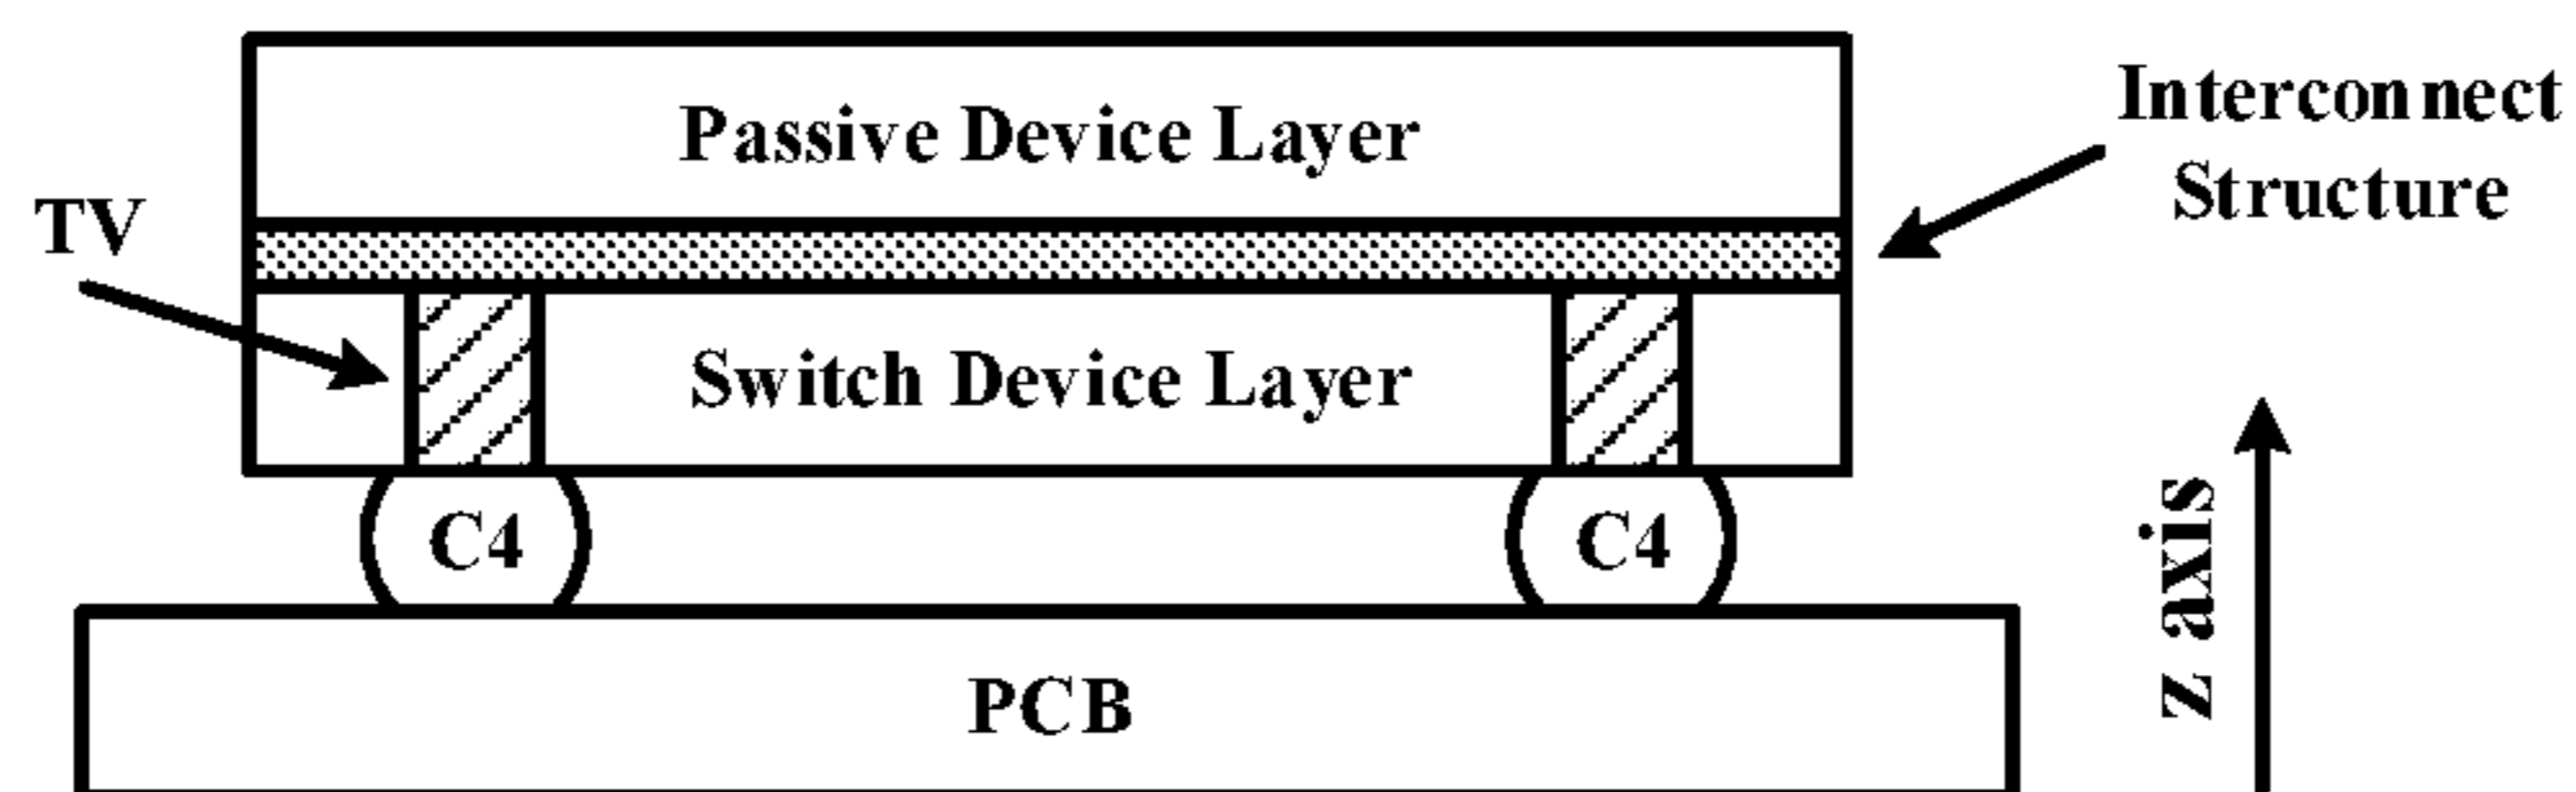 Passive Device Layer
Interconnect
Structure
TV
Switch Device Layer
C4
C4
z axis
PCB